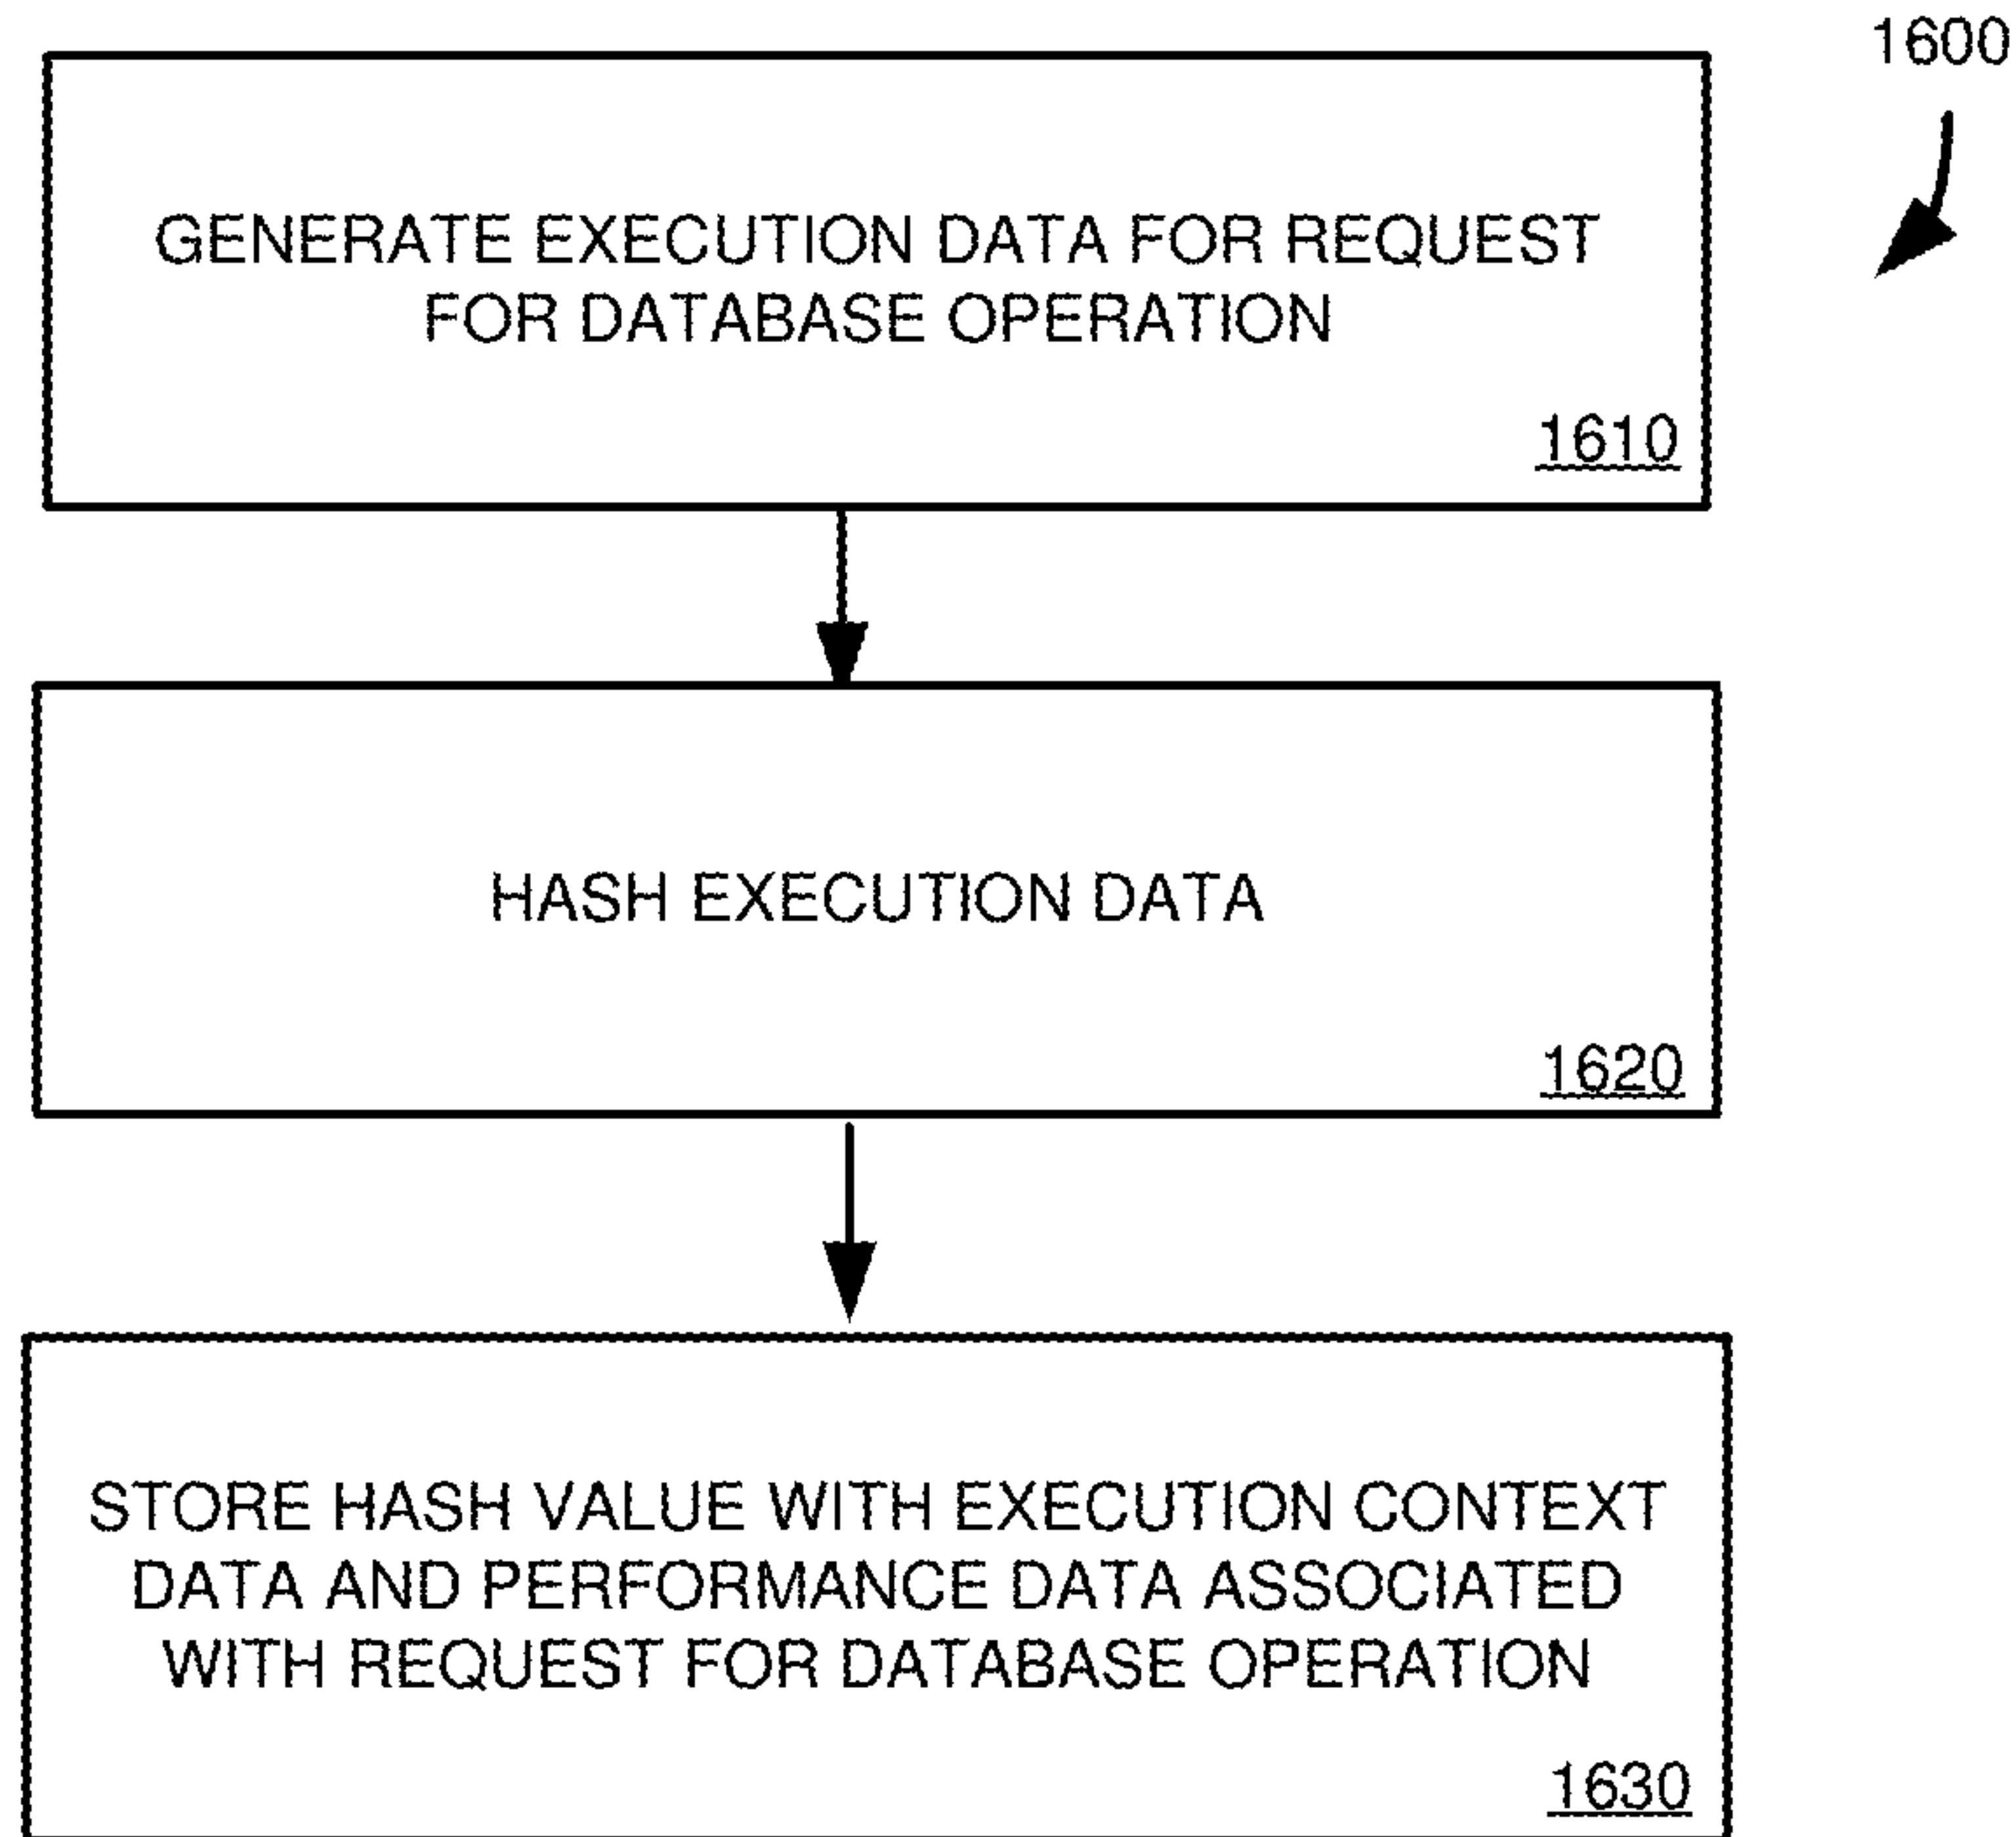 1600
GENERATE EXECUTION DATA FOR REQUEST
FOR DATABASE OPERATION
1610
HASH EXECUTION DATA
1620
STORE HASH VALUE WITH EXECUTION CONTEXT
DATA AND PERFORMANCE DATA ASSOCIATED
WITH REQUEST FOR DATABASE OPERATION
1630